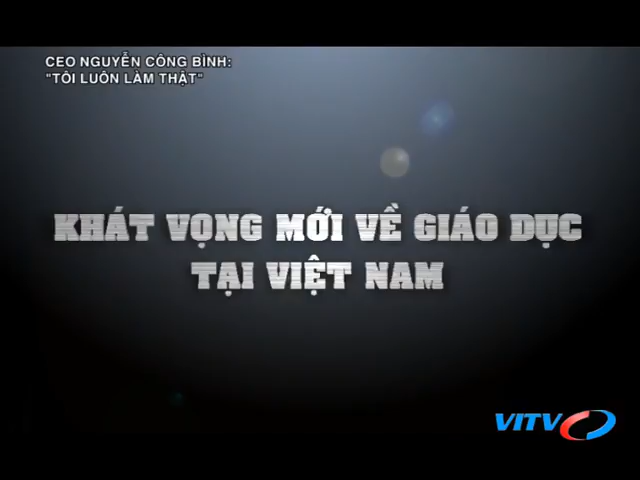 CEO NGUYỄN CÔNG BÌNH:
"TÔI LUÔN LÀM THẬT"
KHÁT VỌNG MỚI VỀ GIÁO DỤC
TẠI VIỆT NAM
VITV